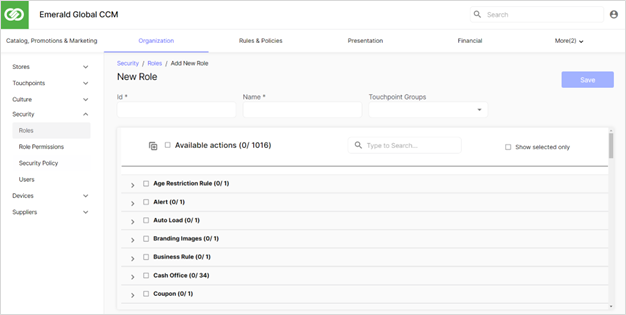 Emerald Global CCM
Search
Catalog, Promotions & Marketing
Organization
Rules & Policies
Presentation
Financial
More(2)
Stores
Touchpoints
Culture
Security
Roles
Role Permissions
Security Policy
Users
Devices
Suppliers
Security / Roles / Add New Role
New Role
Save
Id *
Name *
Touchpoint Groups
Available actions (0/ 1016)
Type to Search...
Show selected only
Age Restriction Rule (0/ 1)
Alert (0/ 1)
Auto Load (0/ 1)
Branding Images (0/ 1)
Business Rule (0/ 1)
Cash Office (0/ 34)
Coupon (0/ 1)